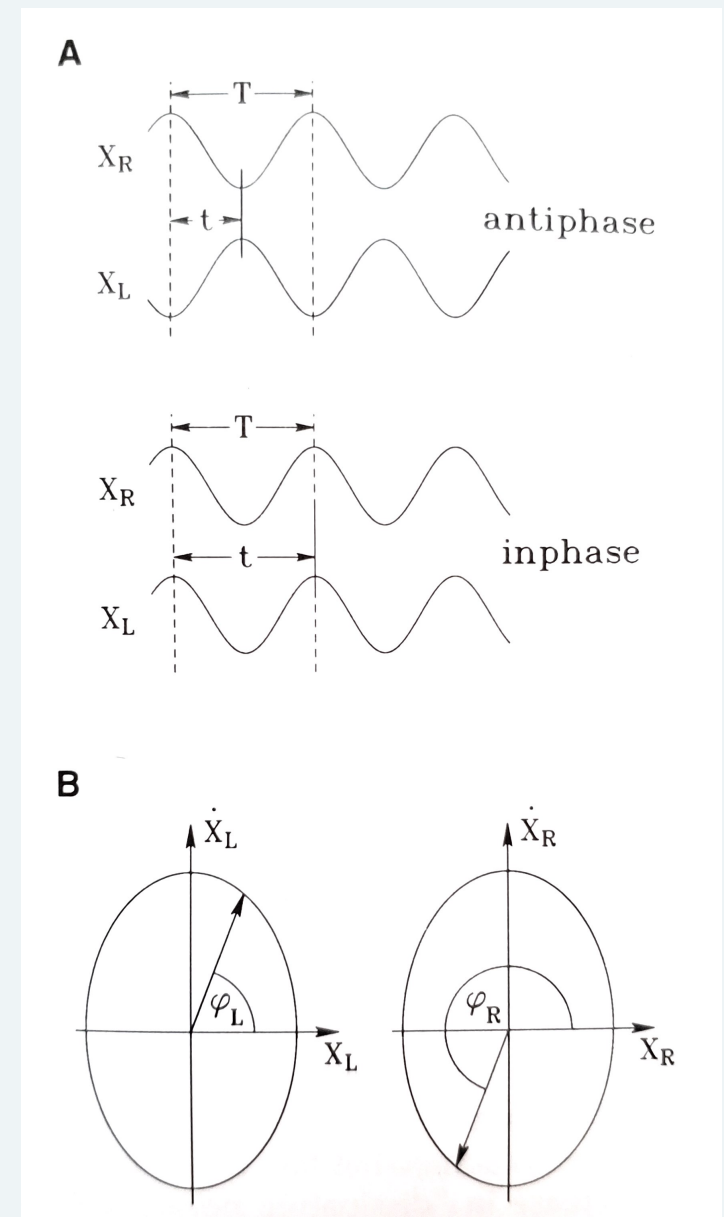 A
T
X_R
t
antiphase
X_L
T
X_R
t
inphase
X_L
B
Ẋ_L
Ẋ_R
φ_L
φ_R
X_L
X_R